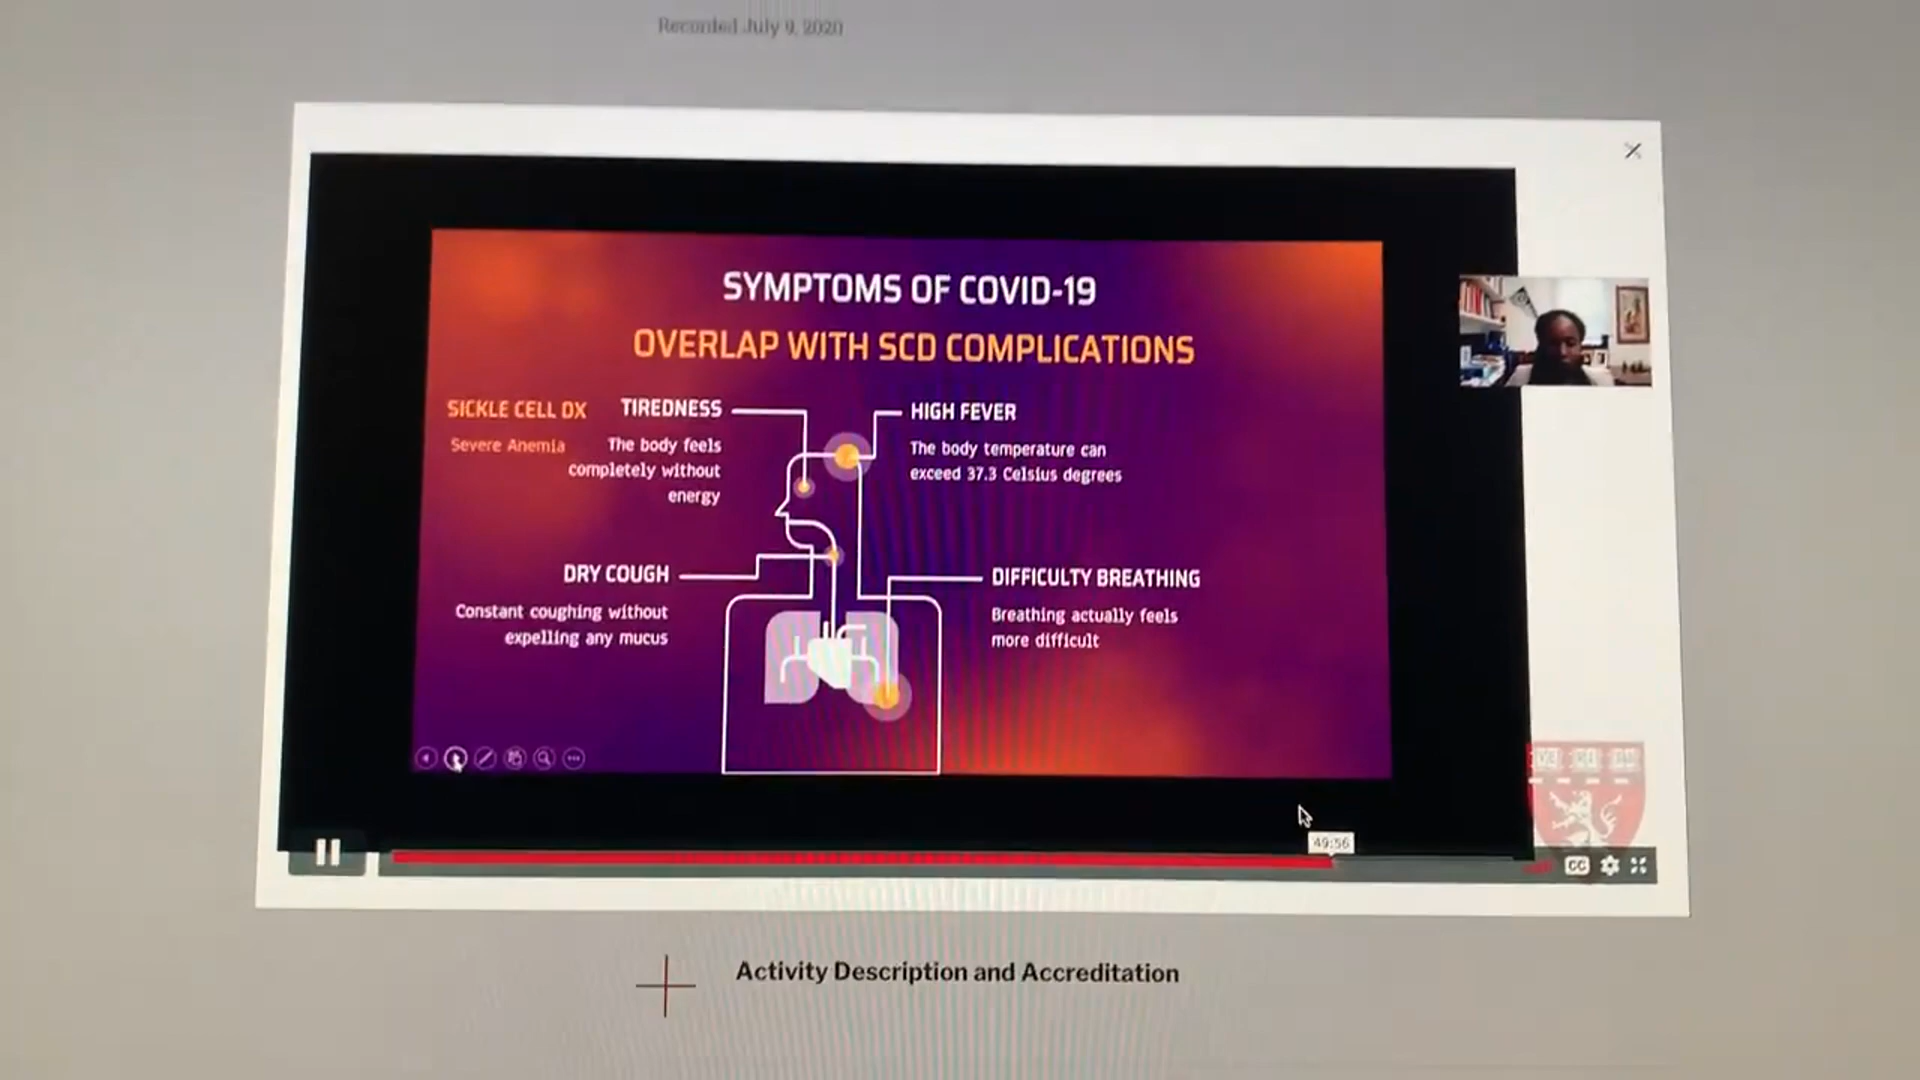 Recorded July 9, 2020
SYMPTOMS OF COVID-19
OVERLAP WITH SCD COMPLICATIONS
SICKLE CELL DX
Severe Anemia
TIREDNESS
The body feels
completely without
energy
HIGH FEVER
The body temperature can
exceed 37.3 Celsius degrees
DRY COUGH
Constant coughing without
expelling any mucus
DIFFICULTY BREATHING
Breathing actually feels
more difficult
49:56
CC
Activity Description and Accreditation